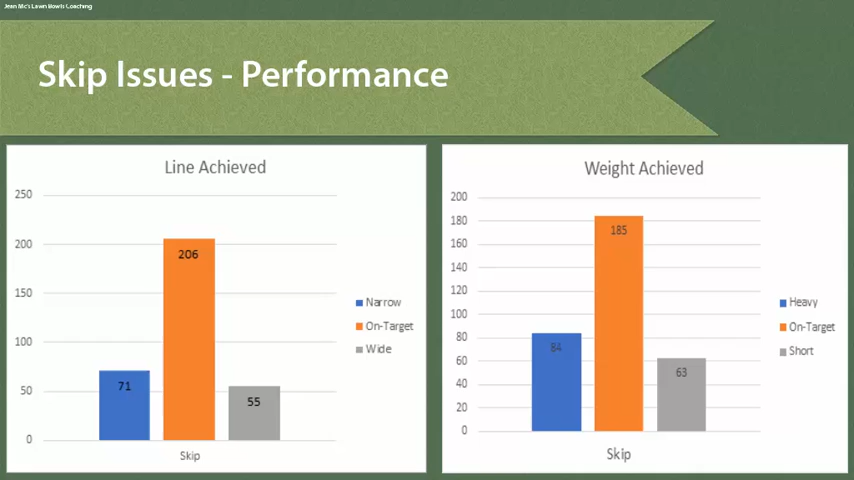 Jean Mc's Lawn Bowls Coaching
Skip Issues - Performance
Line Achieved
250
200
150
100
50
0
206
71
55
Skip
Narrow
On-Target
Wide
Weight Achieved
200
180
160
140
120
100
80
60
40
20
0
185
84
63
Skip
Heavy
On-Target
Short